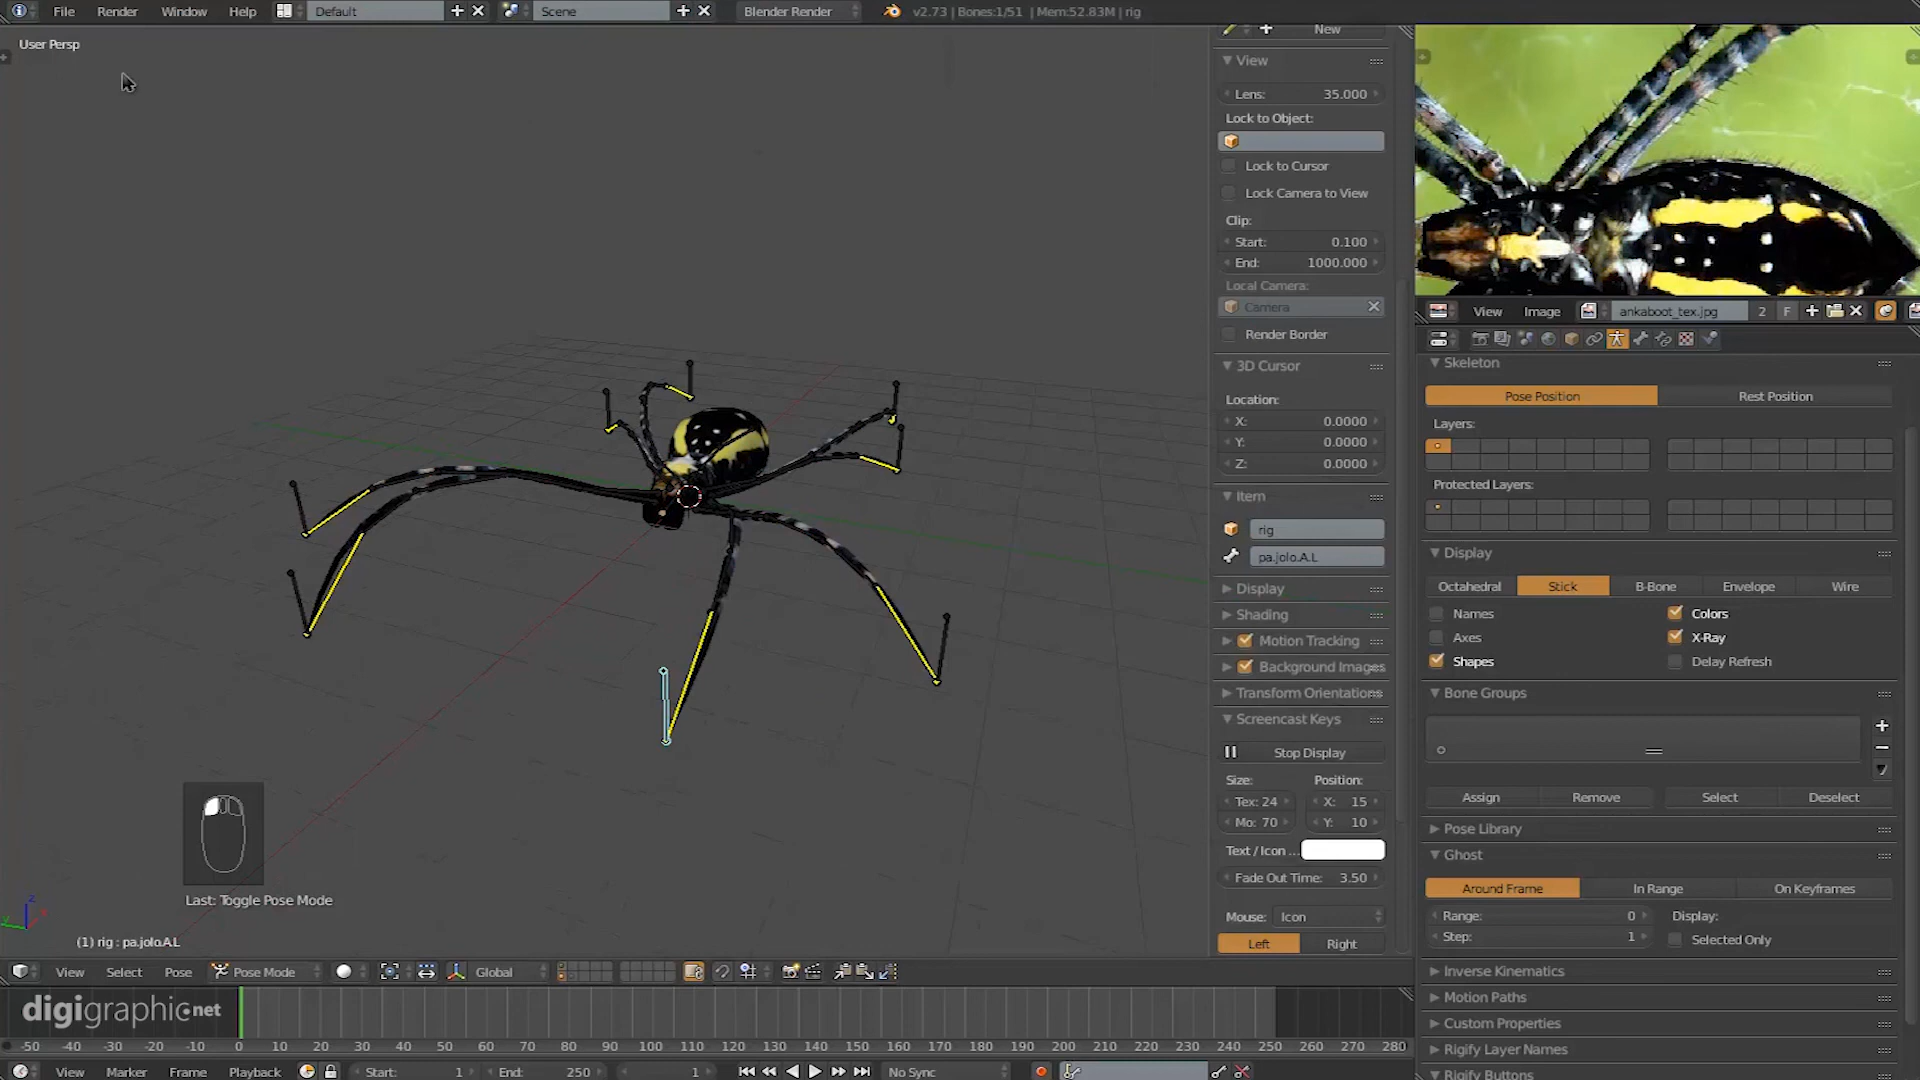 File Render Window Help Default Scene Blender Render v2.73 | Bones:1/51 | Mem:52.83M | rig
User Persp
New
View
Lens: 35.000
Lock to Object:
Lock to Cursor
Lock Camera to View
Clip:
Start: 0.100
End: 1000.000
Local Camera:
Camera
Render Border
3D Cursor
Location:
X: 0.0000
Y: 0.0000
Z: 0.0000
Item
rig
pa.jolo.A.L
Display
Shading
Motion Tracking
Background Images
Transform Orientations
Screencast Keys
Stop Display
Size: Position:
Tex: 24 X: 15
Mo: 70 Y: 10
Text / Icon ...
Fade Out Time: 3.50
Mouse: Icon
Left Right
View Image ankaboot_tex.jpg 2 F
Skeleton
Pose Position Rest Position
Layers:
Protected Layers:
Display
Octahedral Stick B-Bone Envelope Wire
Names Colors
Axes X-Ray
Shapes Delay Refresh
Bone Groups
Assign Remove Select Deselect
Pose Library
Ghost
Around Frame In Range On Keyframes
Range: 0 Display:
Step: 1 Selected Only
Inverse Kinematics
Motion Paths
Custom Properties
Rigify Layer Names
Rigify Buttons
Last: Toggle Pose Mode
(1) rig : pa.jolo.A.L
View Select Pose Pose Mode Global
digigraphic.net
-50 -40 -30 -20 -10 0 10 20 30 40 50 60 70 80 90 100 110 120 130 140 150 160 170 180 190 200 210 220 230 240 250 260 270 280
View Marker Frame Playback Start: 1 End: 250 1 No Sync